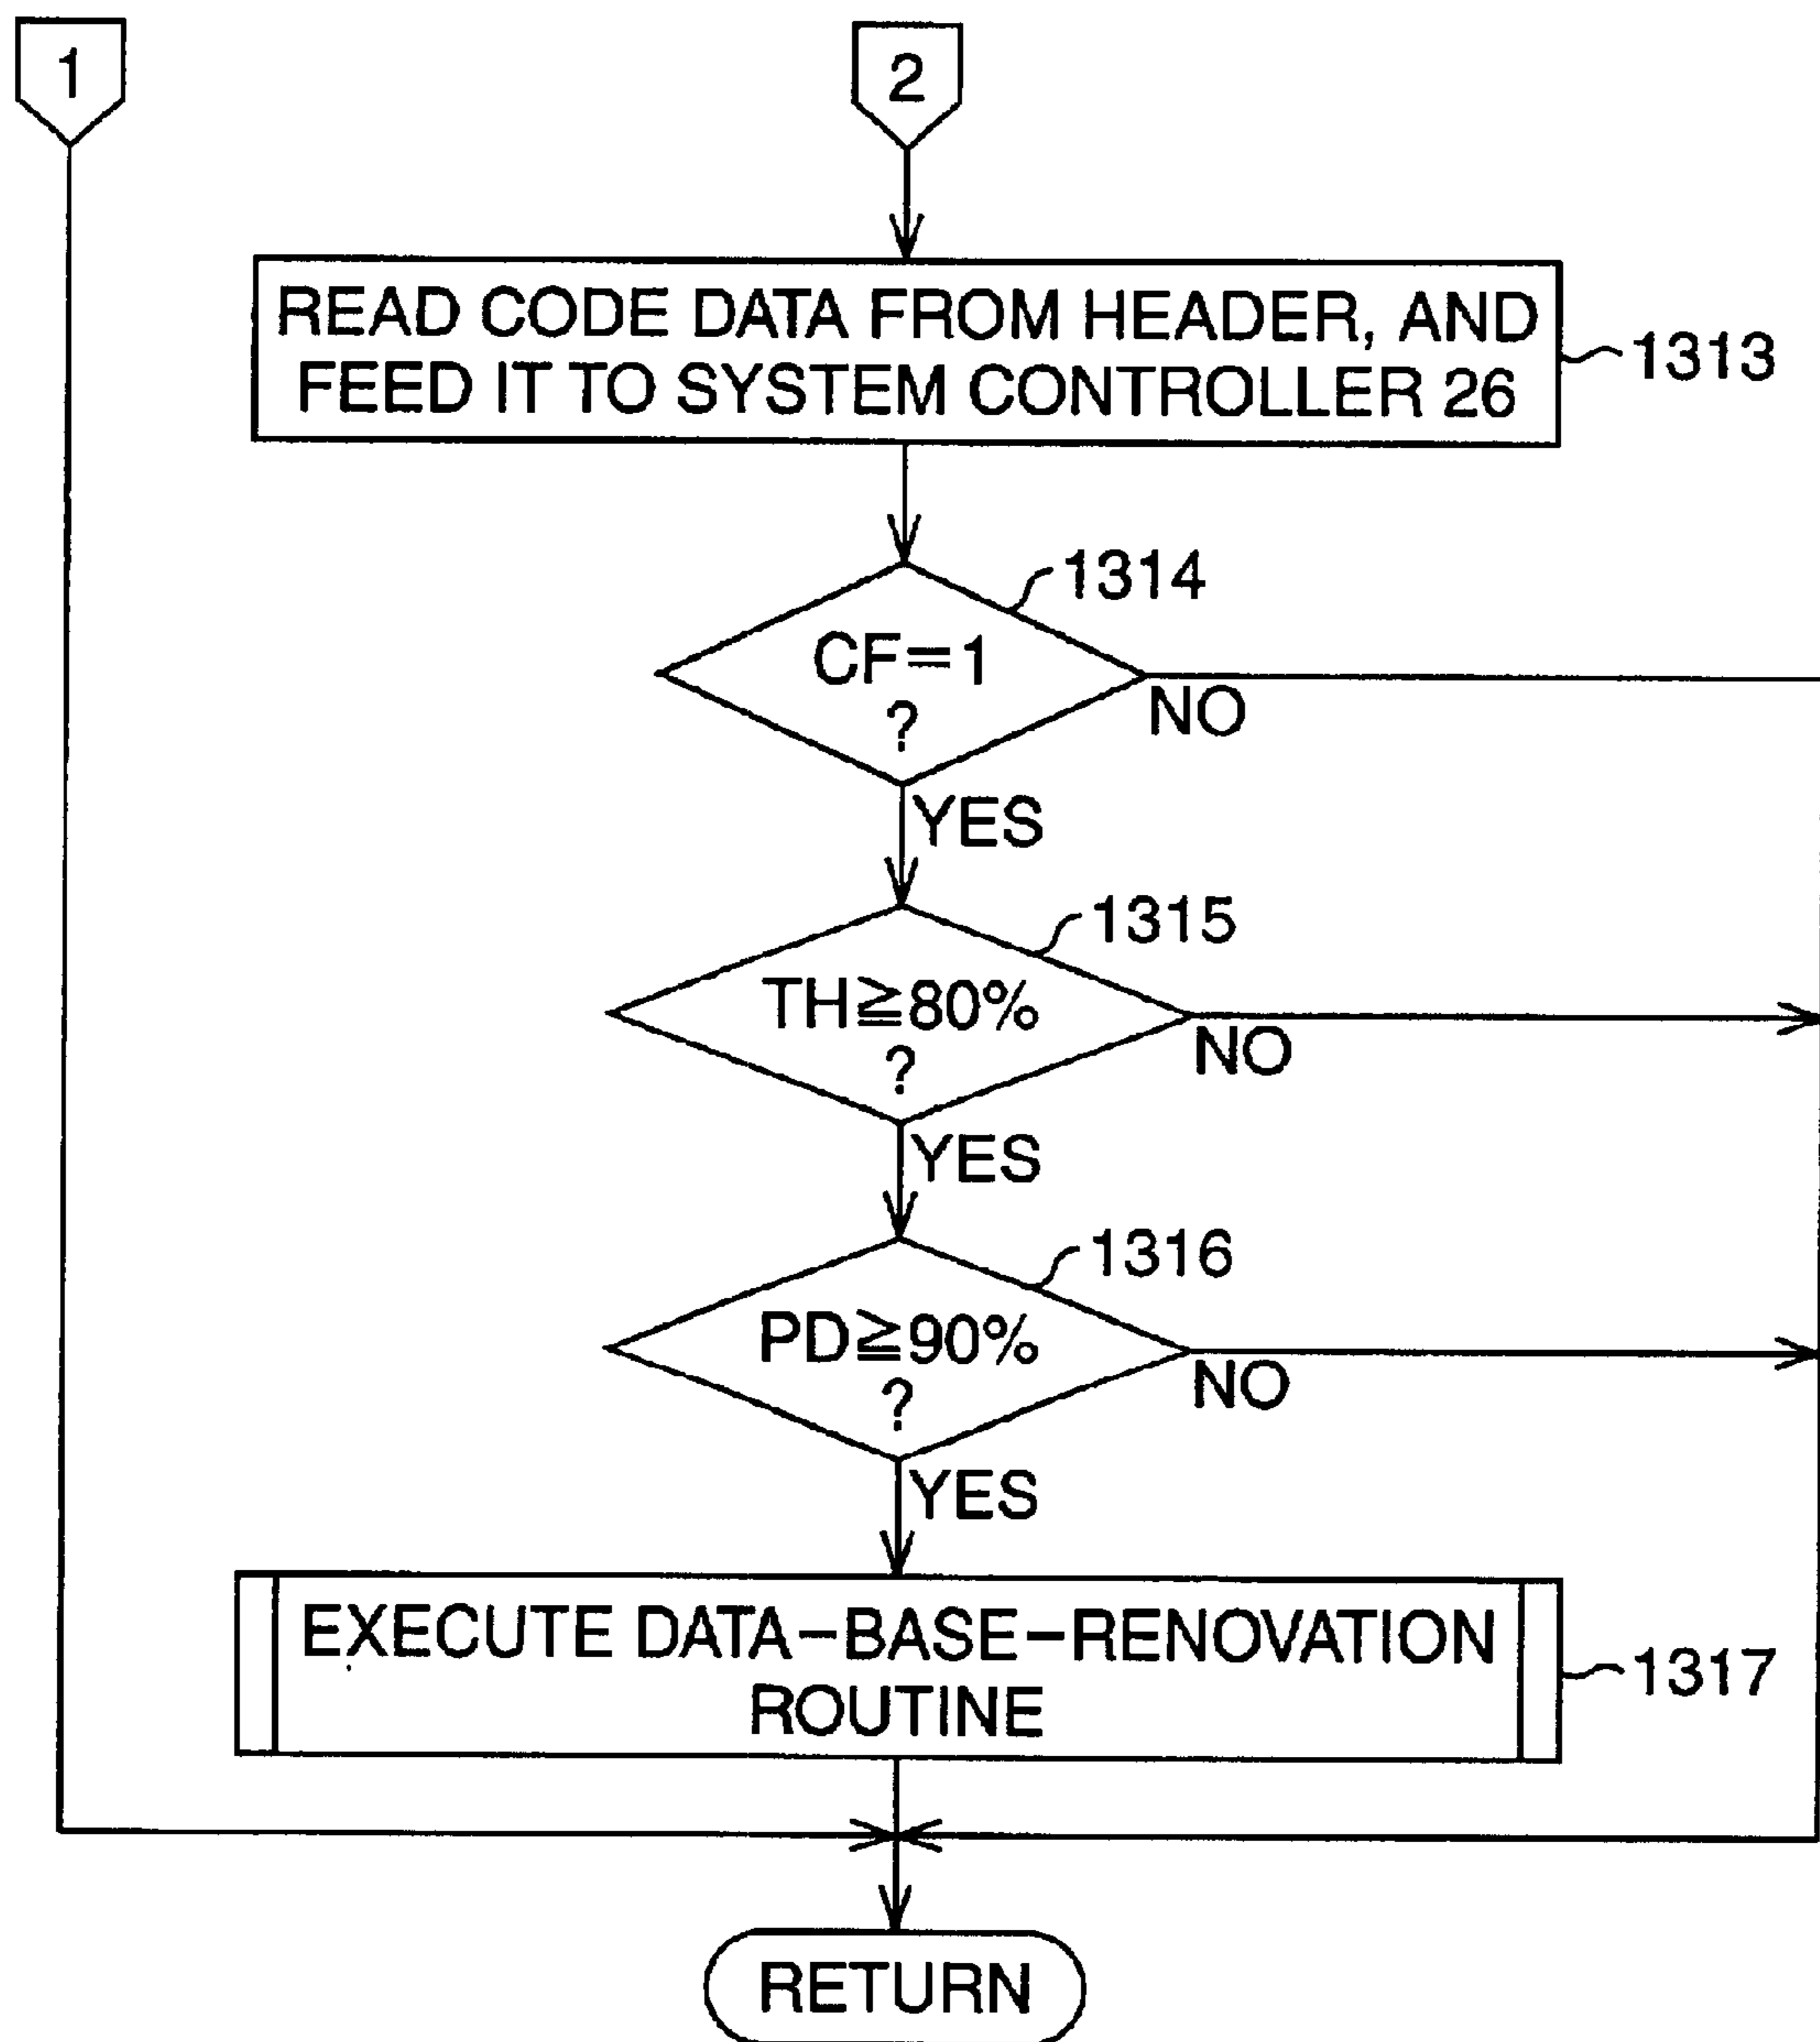 1
2
READ CODE DATA FROM HEADER, AND
FEED IT TO SYSTEM CONTROLLER 26
1313
1314
CF=1
?
NO
YES
1315
TH≧80%
?
NO
YES
1316
PD≧90%
?
NO
YES
EXECUTE DATA-BASE-RENOVATION
ROUTINE
1317
RETURN